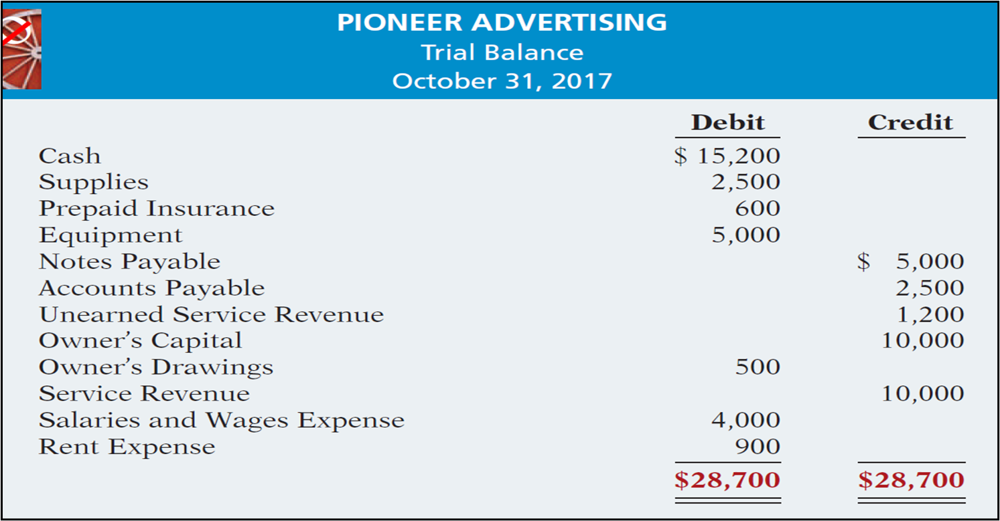 PIONEER ADVERTISING
Trial Balance
October 31, 2017
Debit Credit
Cash $ 15,200
Supplies 2,500
Prepaid Insurance 600
Equipment 5,000
Notes Payable $ 5,000
Accounts Payable 2,500
Unearned Service Revenue 1,200
Owner’s Capital 10,000
Owner’s Drawings 500
Service Revenue 10,000
Salaries and Wages Expense 4,000
Rent Expense 900
$28,700 $28,700